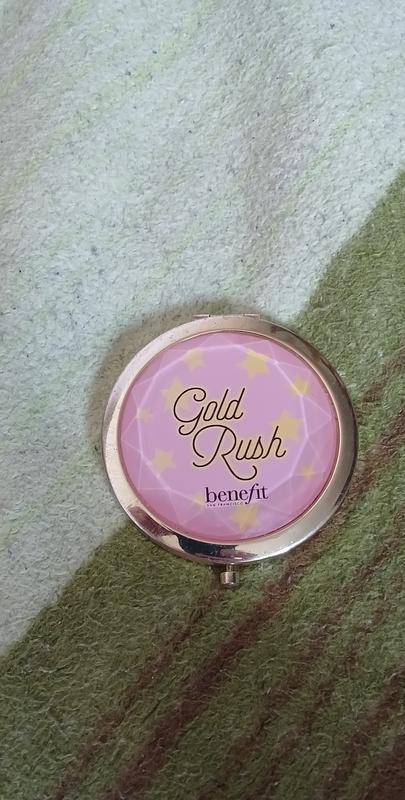 Gold
Rush
benefit
SAN FRANCISCO